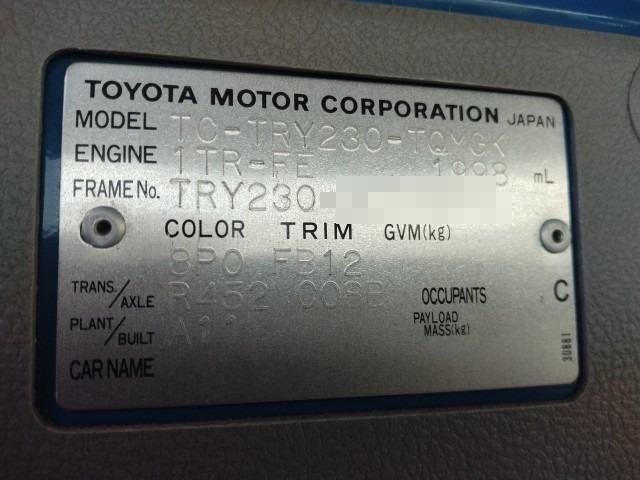 TOYOTA MOTOR CORPORATION JAPAN
MODEL TC-TRY230-TQMGK
ENGINE 1TR-FE 1998 mL
FRAME No. TRY230-
COLOR TRIM GVM(kg)
8P0 FB12
TRANS./AXLE R452 C08B OCCUPANTS C
PLANT/BUILT A11 PAYLOAD MASS(kg)
CAR NAME
30881